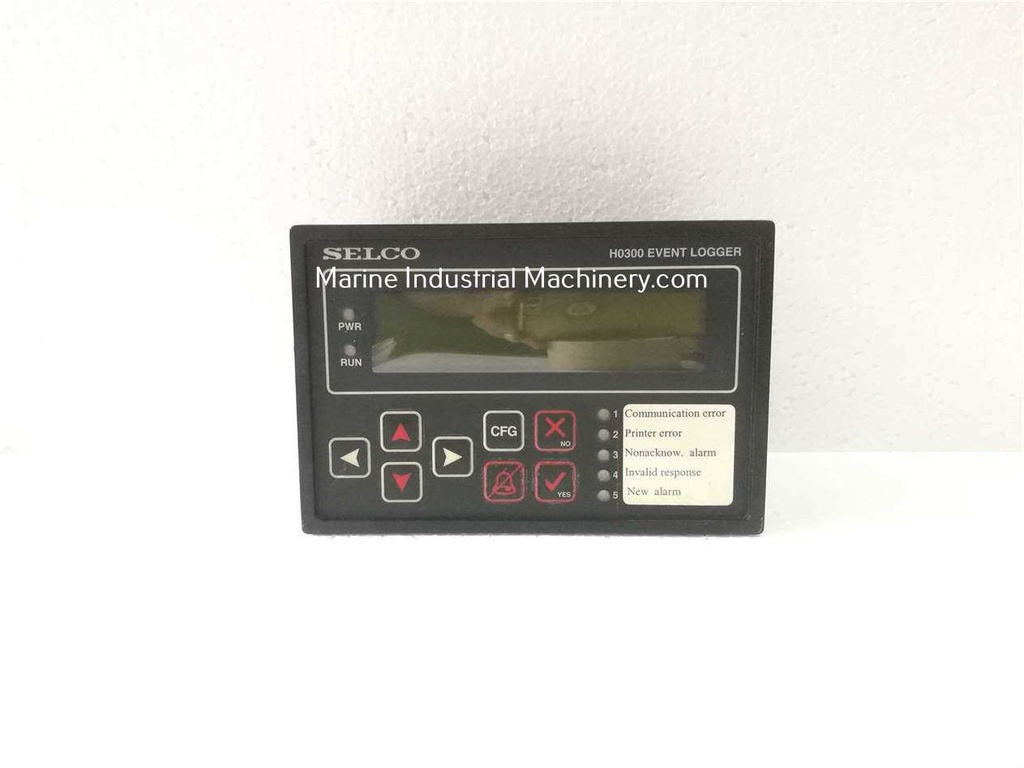 SELCO
H0300 EVENT LOGGER
Marine Industrial Machinery.com
PWR
RUN
CFG
NO
YES
1 Communication error
2 Printer error
3 Nonacknow. alarm
4 Invalid response
5 New alarm